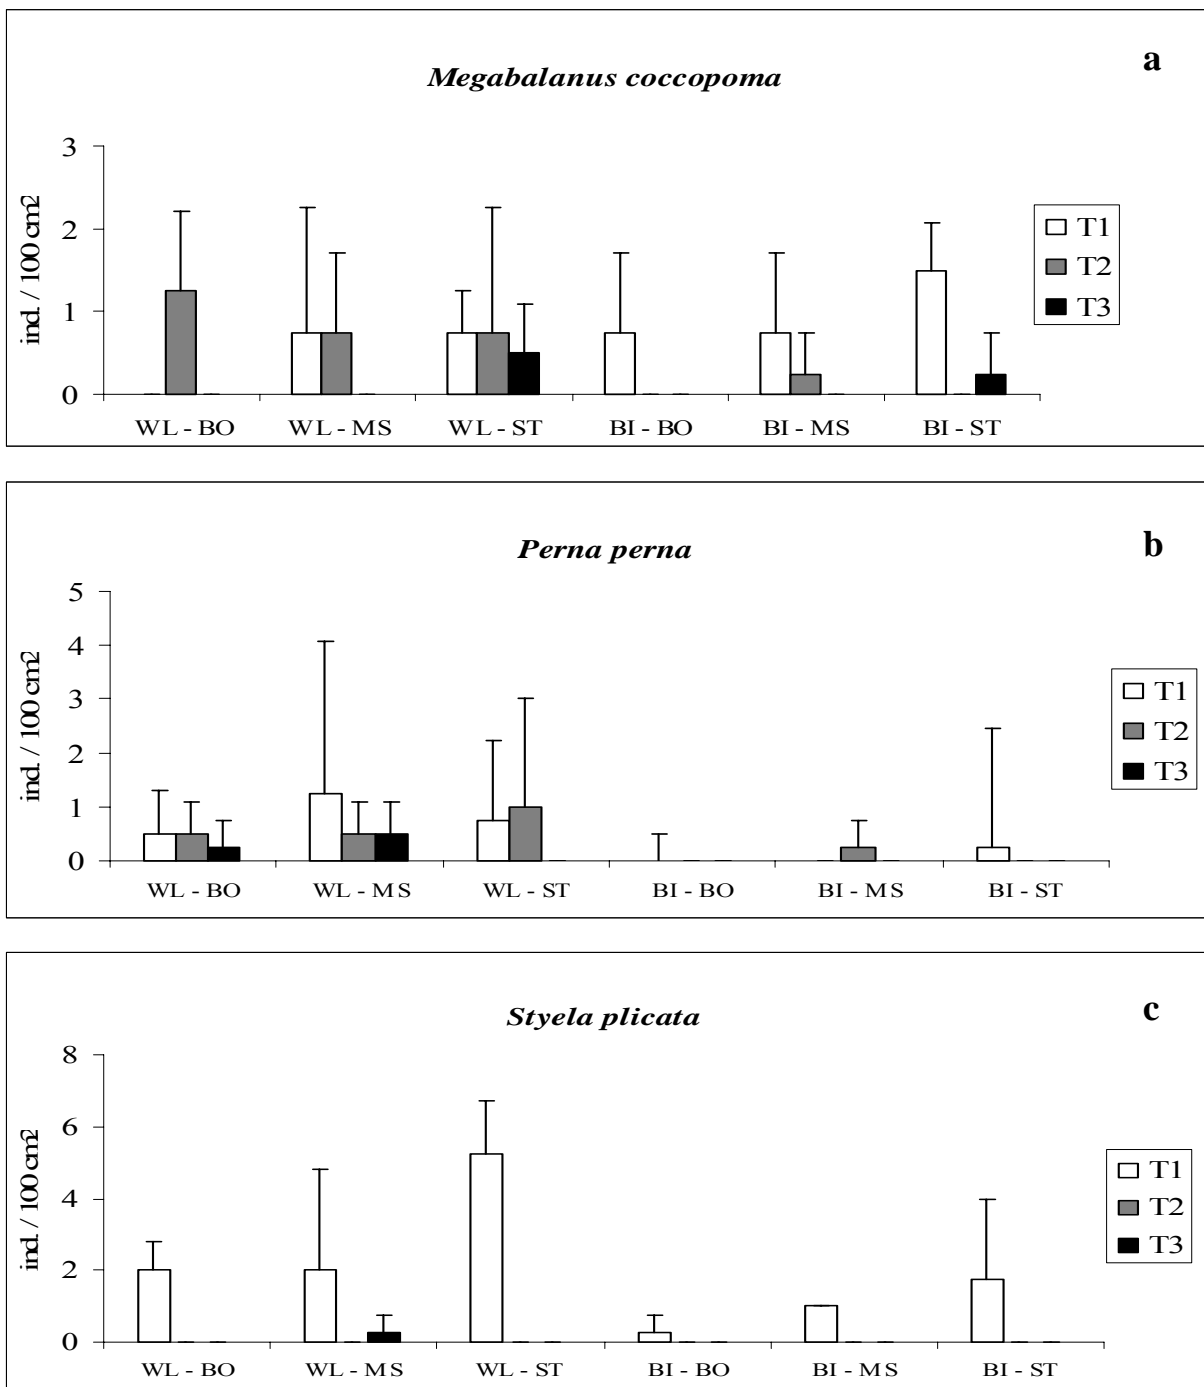 a
Megabalanus coccopoma
3
2
1
0
ind. / 100 cm2
WL - BO WL - MS WL - ST BI - BO BI - MS BI - ST
T1
T2
T3
b
Perna perna
5
4
3
2
1
0
ind. / 100 cm2
WL - BO WL - MS WL - ST BI - BO BI - MS BI - ST
T1
T2
T3
c
Styela plicata
8
6
4
2
0
ind. / 100 cm2
WL - BO WL - MS WL - ST BI - BO BI - MS BI - ST
T1
T2
T3